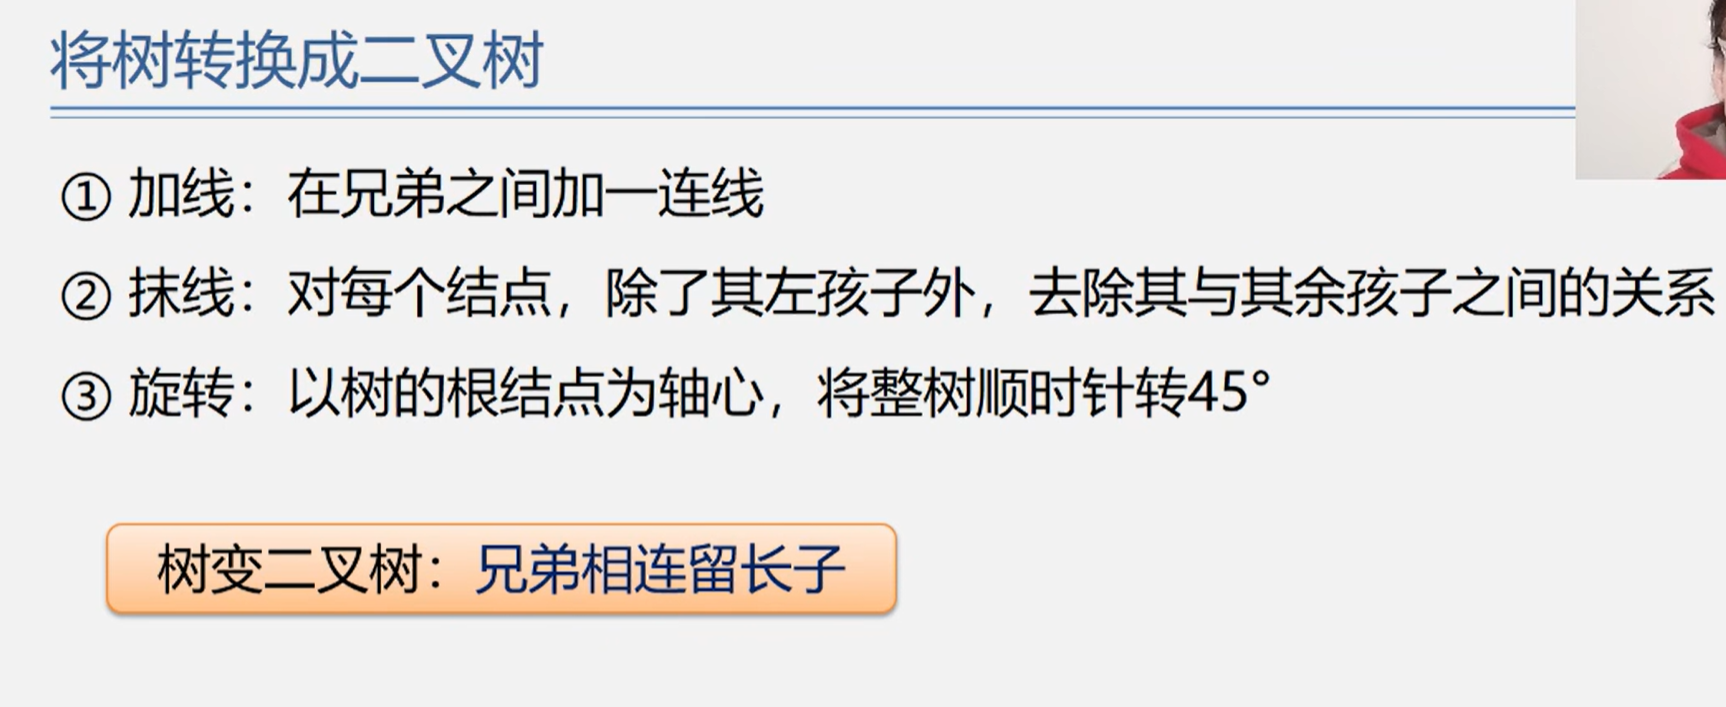 将树转换成二叉树
① 加线：在兄弟之间加一连线
② 抹线：对每个结点，除了其左孩子外，去除其与其余孩子之间的关系
③ 旋转：以树的根结点为轴心，将整树顺时针转45°
树变二叉树：兄弟相连留长子